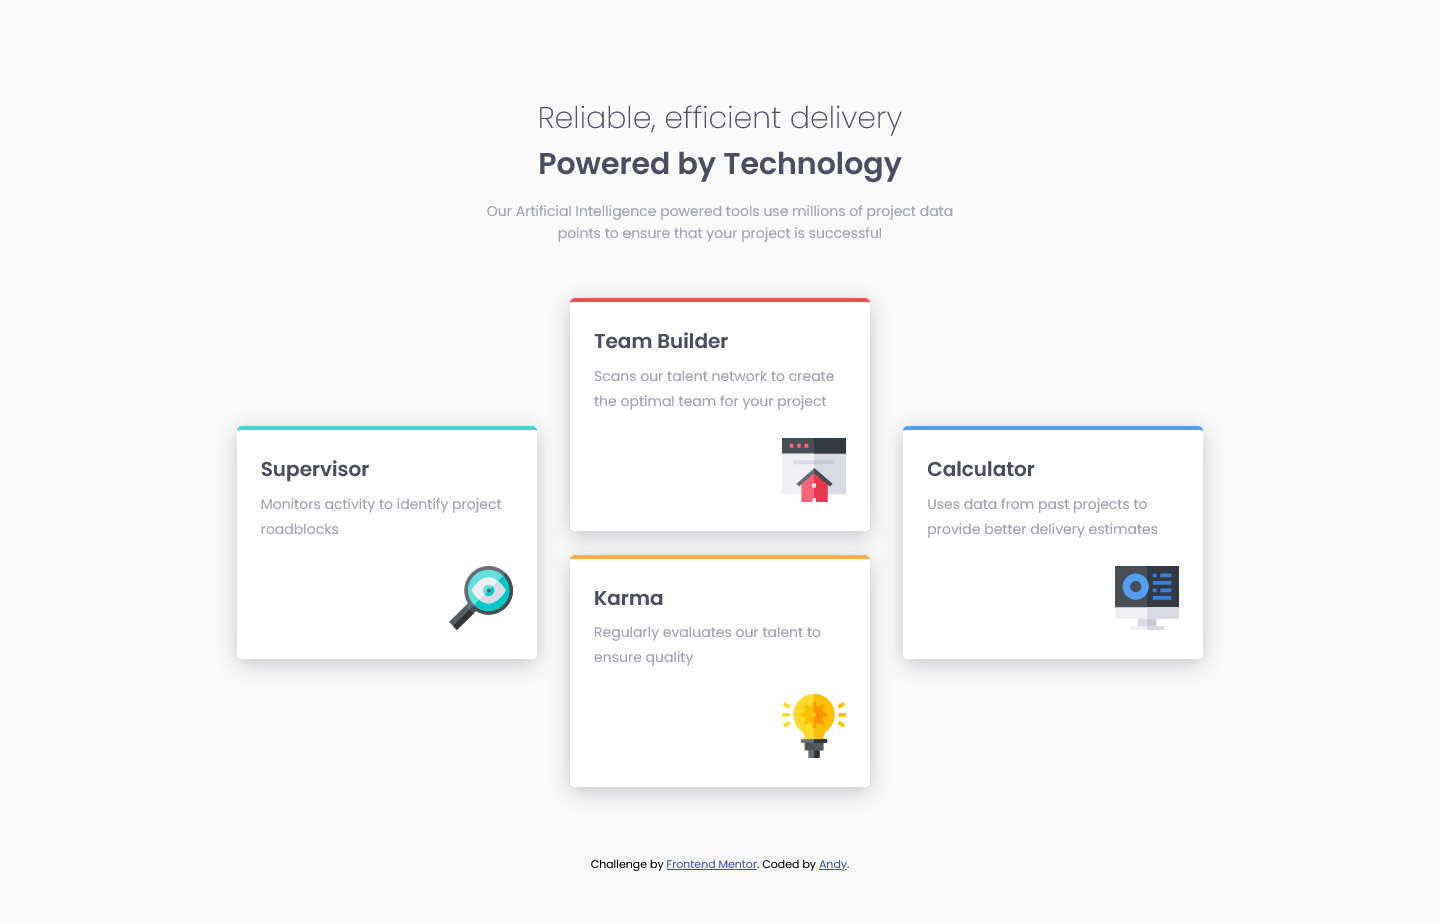 Reliable, efficient delivery
Powered by Technology
Our Artificial Intelligence powered tools use millions of project data
points to ensure that your project is successful
Supervisor
Monitors activity to identify project
roadblocks
Team Builder
Scans our talent network to create
the optimal team for your project
Karma
Regularly evaluates our talent to
ensure quality
Calculator
Uses data from past projects to
provide better delivery estimates
Challenge by Frontend Mentor. Coded by Andy.